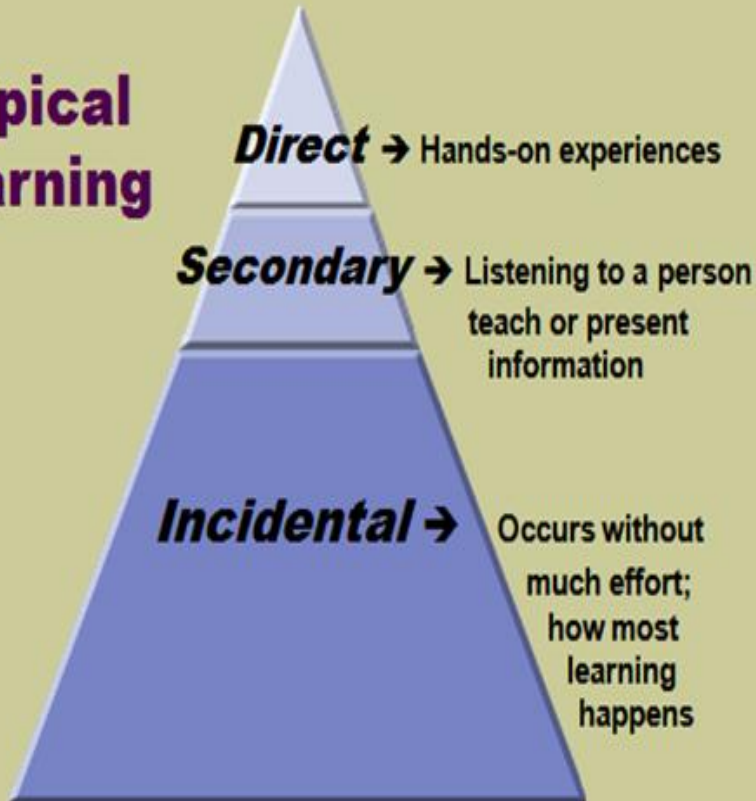 pical
arning
Direct → Hands-on experiences
Secondary → Listening to a person
teach or present
information
Incidental → Occurs without
much effort;
how most
learning
happens